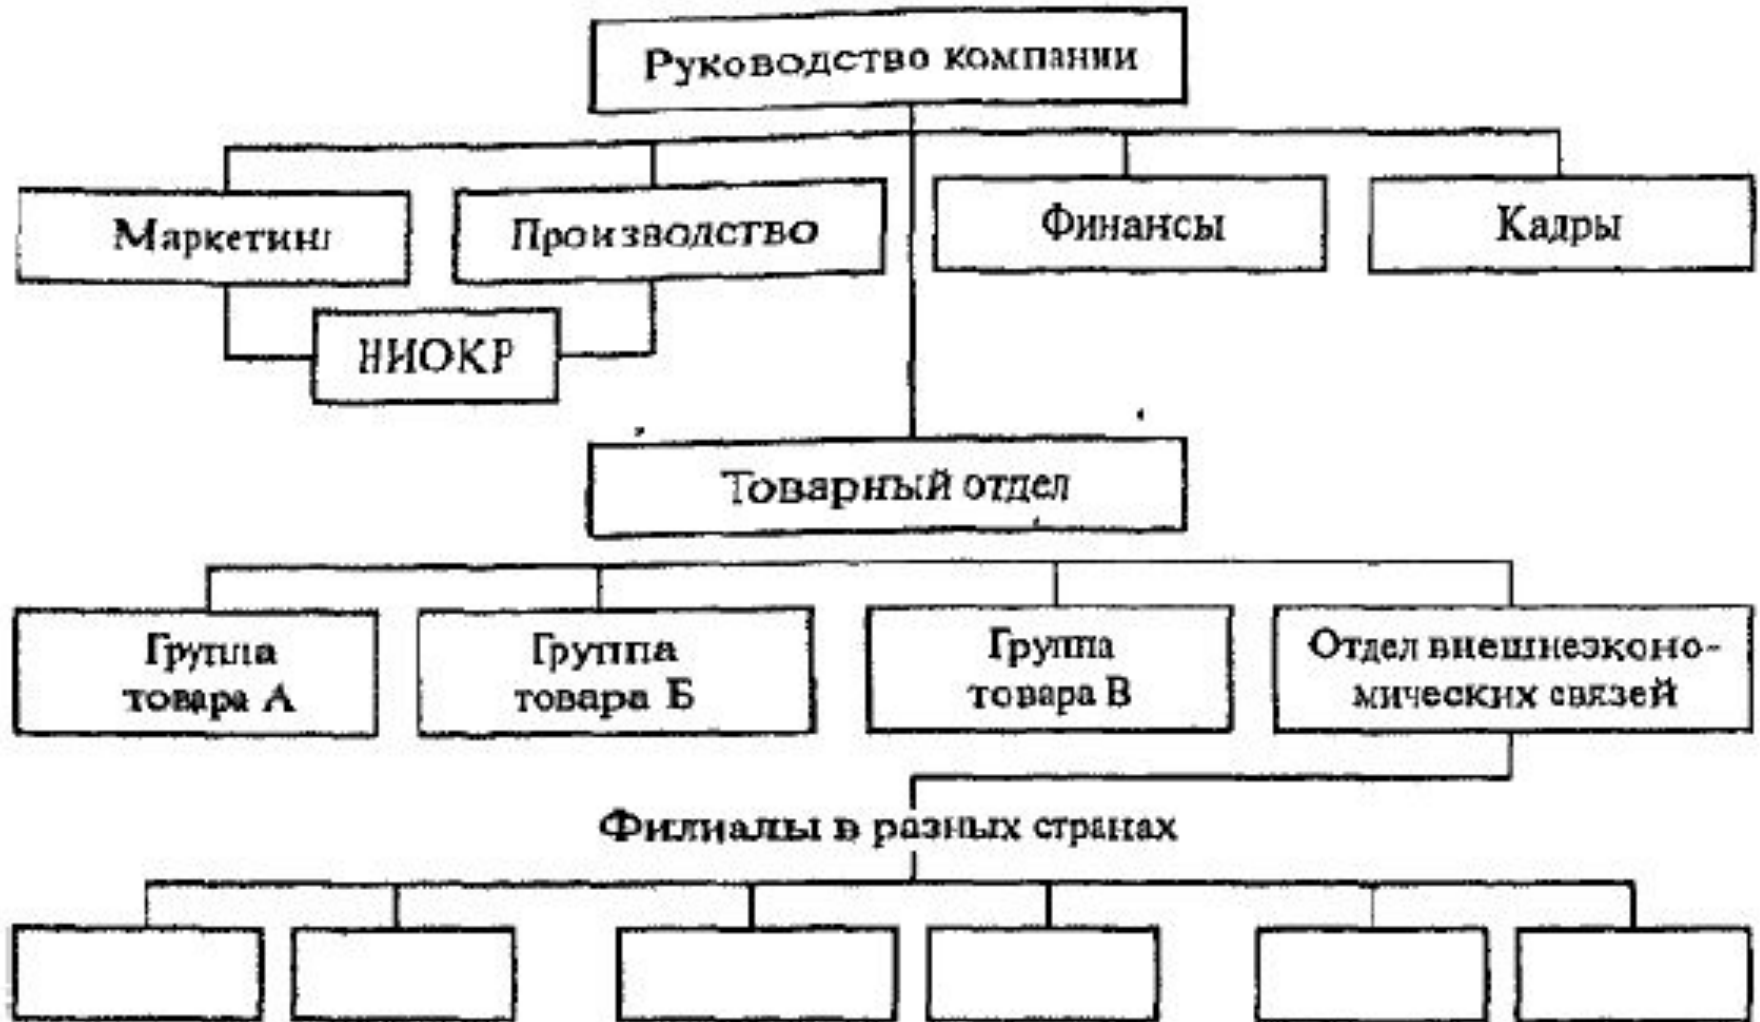 Руководство компании
Маркетинг
Производство
Финансы
Кадры
НИОКР
Товарный отдел
Группа
товара А
Группа
товара Б
Группа
товара В
Отдел внешнеэконо-
мических связей
Филиалы в разных странах